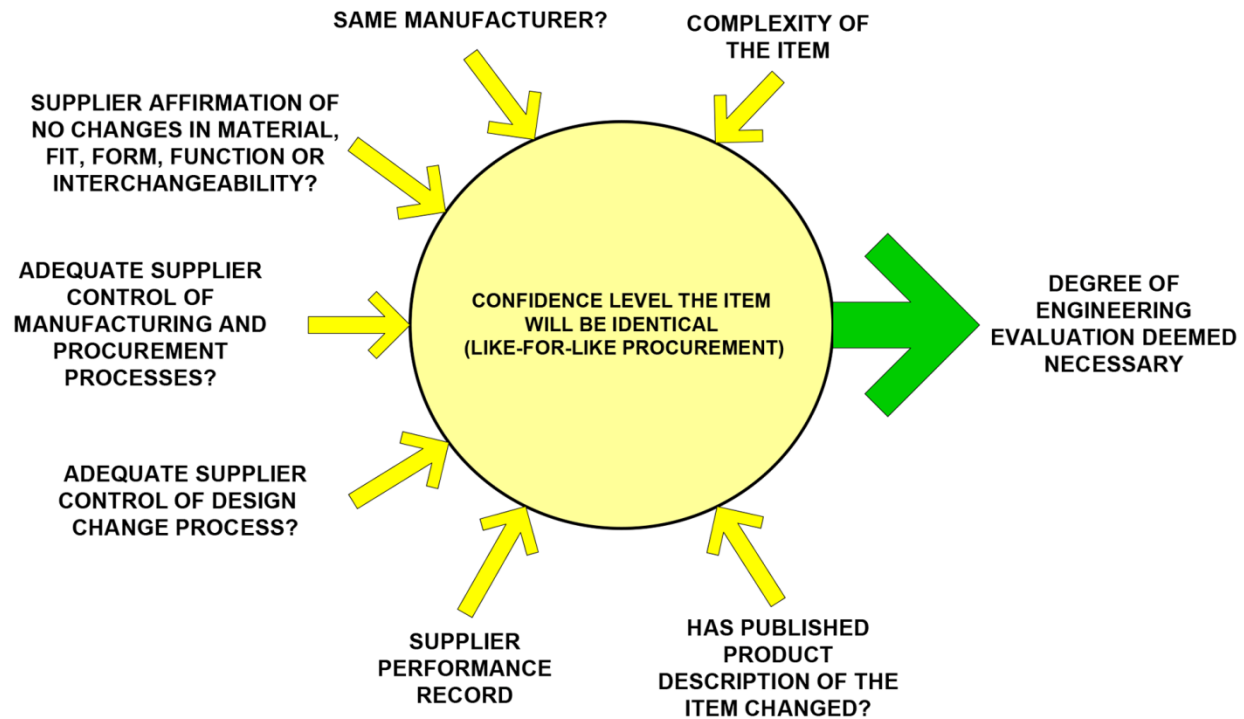 SAME MANUFACTURER?
COMPLEXITY OF
THE ITEM
SUPPLIER AFFIRMATION OF
NO CHANGES IN MATERIAL,
FIT, FORM, FUNCTION OR
INTERCHANGEABILITY?
ADEQUATE SUPPLIER
CONTROL OF
MANUFACTURING AND
PROCUREMENT
PROCESSES?
CONFIDENCE LEVEL THE ITEM
WILL BE IDENTICAL
(LIKE-FOR-LIKE PROCUREMENT)
DEGREE OF
ENGINEERING
EVALUATION DEEMED
NECESSARY
ADEQUATE SUPPLIER
CONTROL OF DESIGN
CHANGE PROCESS?
SUPPLIER
PERFORMANCE
RECORD
HAS PUBLISHED
PRODUCT
DESCRIPTION OF THE
ITEM CHANGED?